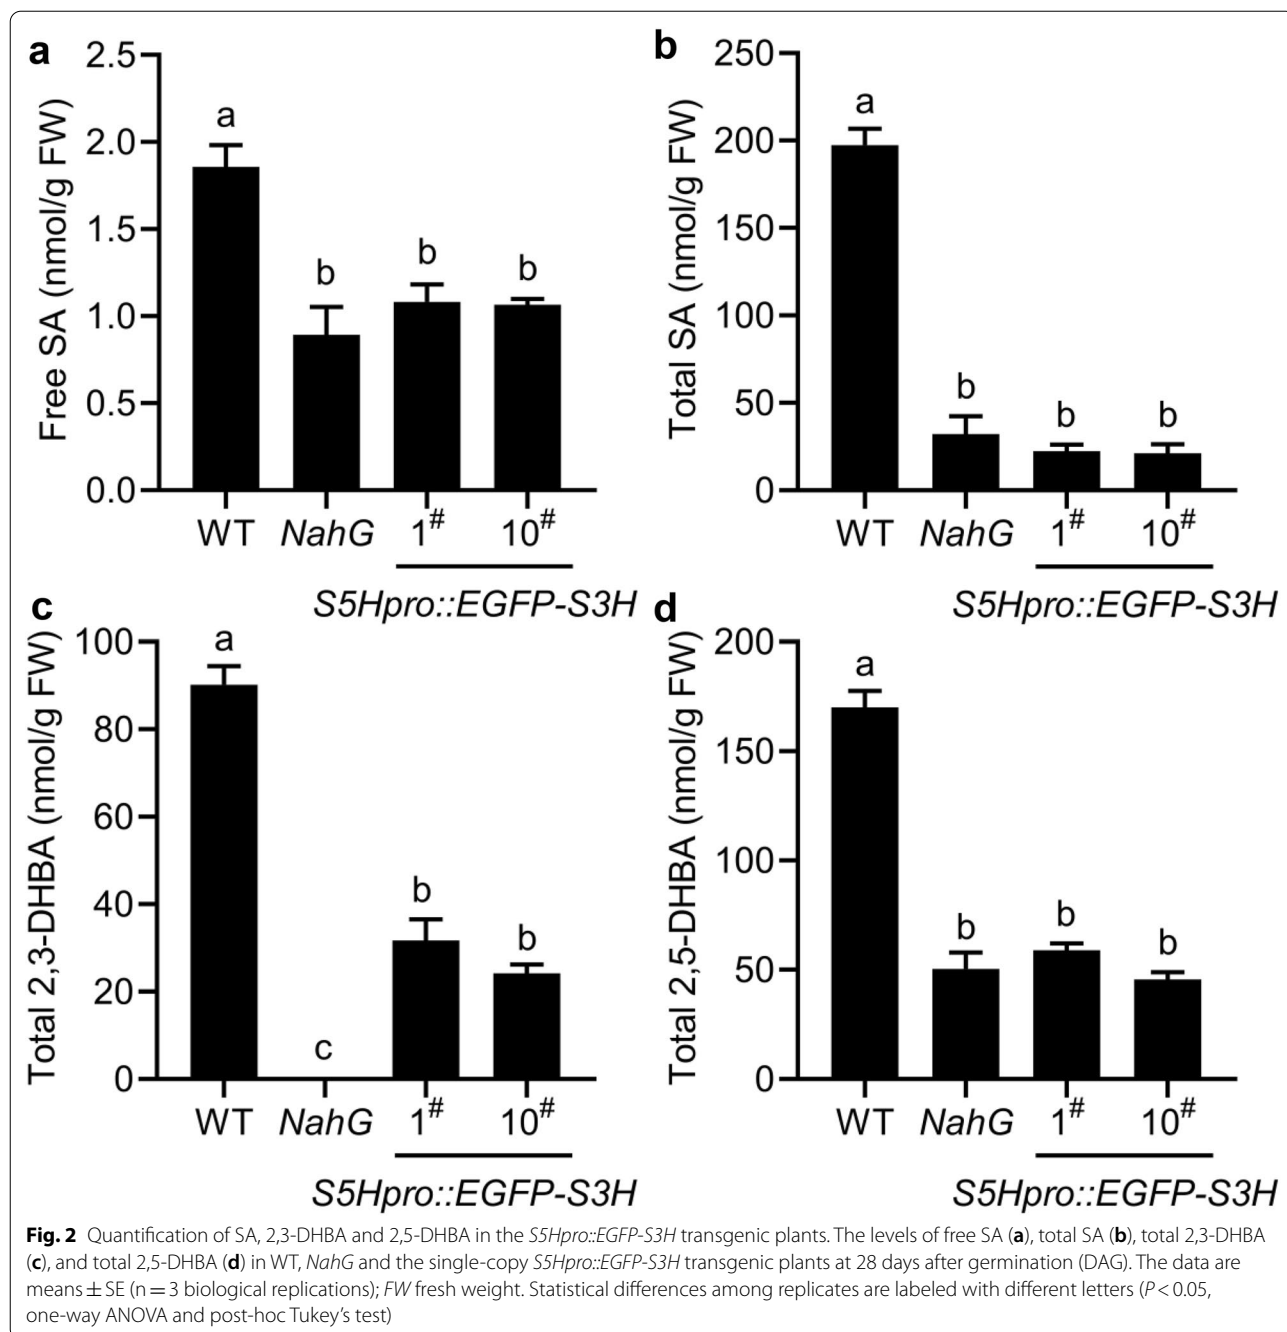 a
Free SA (nmol/g FW)
2.5
2.0
1.5
1.0
0.5
0.0
a
b
b
b
WT
NahG
1#
10#
S5Hpro::EGFP-S3H
b
Total SA (nmol/g FW)
250
200
150
100
50
0
a
b
b
b
WT
NahG
1#
10#
S5Hpro::EGFP-S3H
c
Total 2,3-DHBA (nmol/g FW)
100
80
60
40
20
0
a
c
b
b
WT
NahG
1#
10#
S5Hpro::EGFP-S3H
d
Total 2,5-DHBA (nmol/g FW)
200
150
100
50
0
a
b
b
b
WT
NahG
1#
10#
S5Hpro::EGFP-S3H
Fig. 2 Quantification of SA, 2,3-DHBA and 2,5-DHBA in the S5Hpro::EGFP-S3H transgenic plants. The levels of free SA (a), total SA (b), total 2,3-DHBA
(c), and total 2,5-DHBA (d) in WT, NahG and the single-copy S5Hpro::EGFP-S3H transgenic plants at 28 days after germination (DAG). The data are
means ± SE (n = 3 biological replications); FW fresh weight. Statistical differences among replicates are labeled with different letters (P < 0.05,
one-way ANOVA and post-hoc Tukey's test)